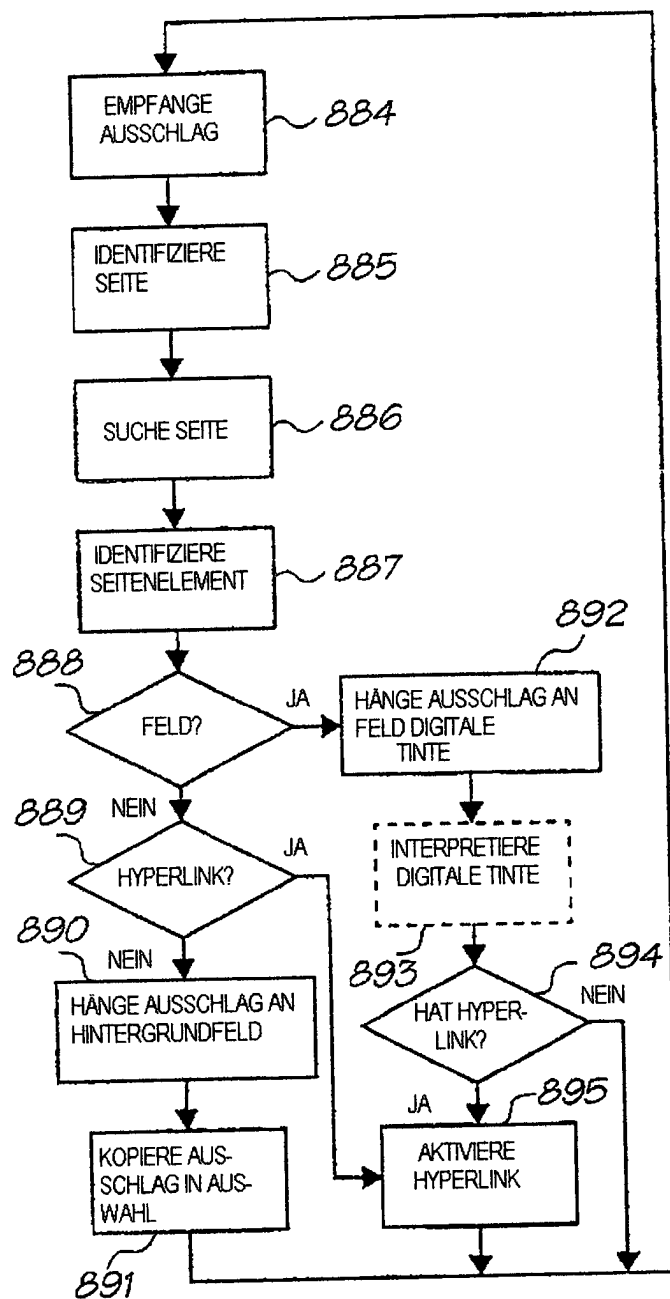 EMPFANGE
AUSSCHLAG
884
IDENTIFIZIERE
SEITE
885
SUCHE SEITE
886
IDENTIFIZIERE
SEITENELEMENT
887
888
FELD?
JA
892
HÄNGE AUSSCHLAG AN
FELD DIGITALE
TINTE
NEIN
889
HYPERLINK?
JA
INTERPRETIERE
DIGITALE TINTE
893
NEIN
890
HÄNGE AUSSCHLAG AN
HINTERGRUNDFELD
894
HAT HYPER-
LINK?
NEIN
JA
895
KOPIERE AUS-
SCHLAG IN AUS-
WAHL
891
AKTIVIERE
HYPERLINK